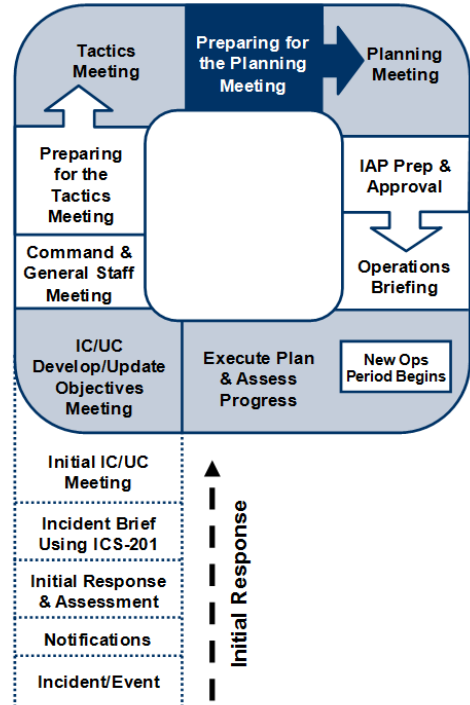 Tactics
Meeting
Preparing for
the Planning
Meeting
Planning
Meeting
Preparing
for the
Tactics
Meeting
IAP Prep &
Approval
Command &
General Staff
Meeting
Operations
Briefing
IC/UC
Develop/Update
Objectives
Meeting
Execute Plan
& Assess
Progress
New Ops
Period Begins
Initial IC/UC
Meeting
Incident Brief
Using ICS-201
Initial Response
& Assessment
Notifications
Incident/Event
Initial Response